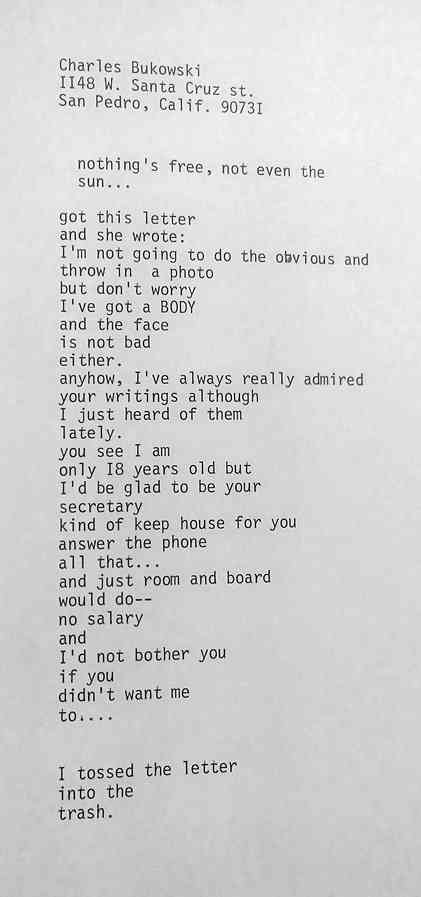 Charles Bukowski
II48 W. Santa Cruz st.
San Pedro, Calif. 9073I
nothing's free, not even the
sun...
got this letter
and she wrote:
I'm not going to do the obvious and
throw in  a photo
but don't worry
I've got a BODY
and the face
is not bad
either.
anyhow, I've always really admired
your writings although
I just heard of them
lately.
you see I am
only I8 years old but
I'd be glad to be your
secretary
kind of keep house for you
answer the phone
all that...
and just room and board
would do--
no salary
and
I'd not bother you
if you
didn't want me
to....
I tossed the letter
into the
trash.